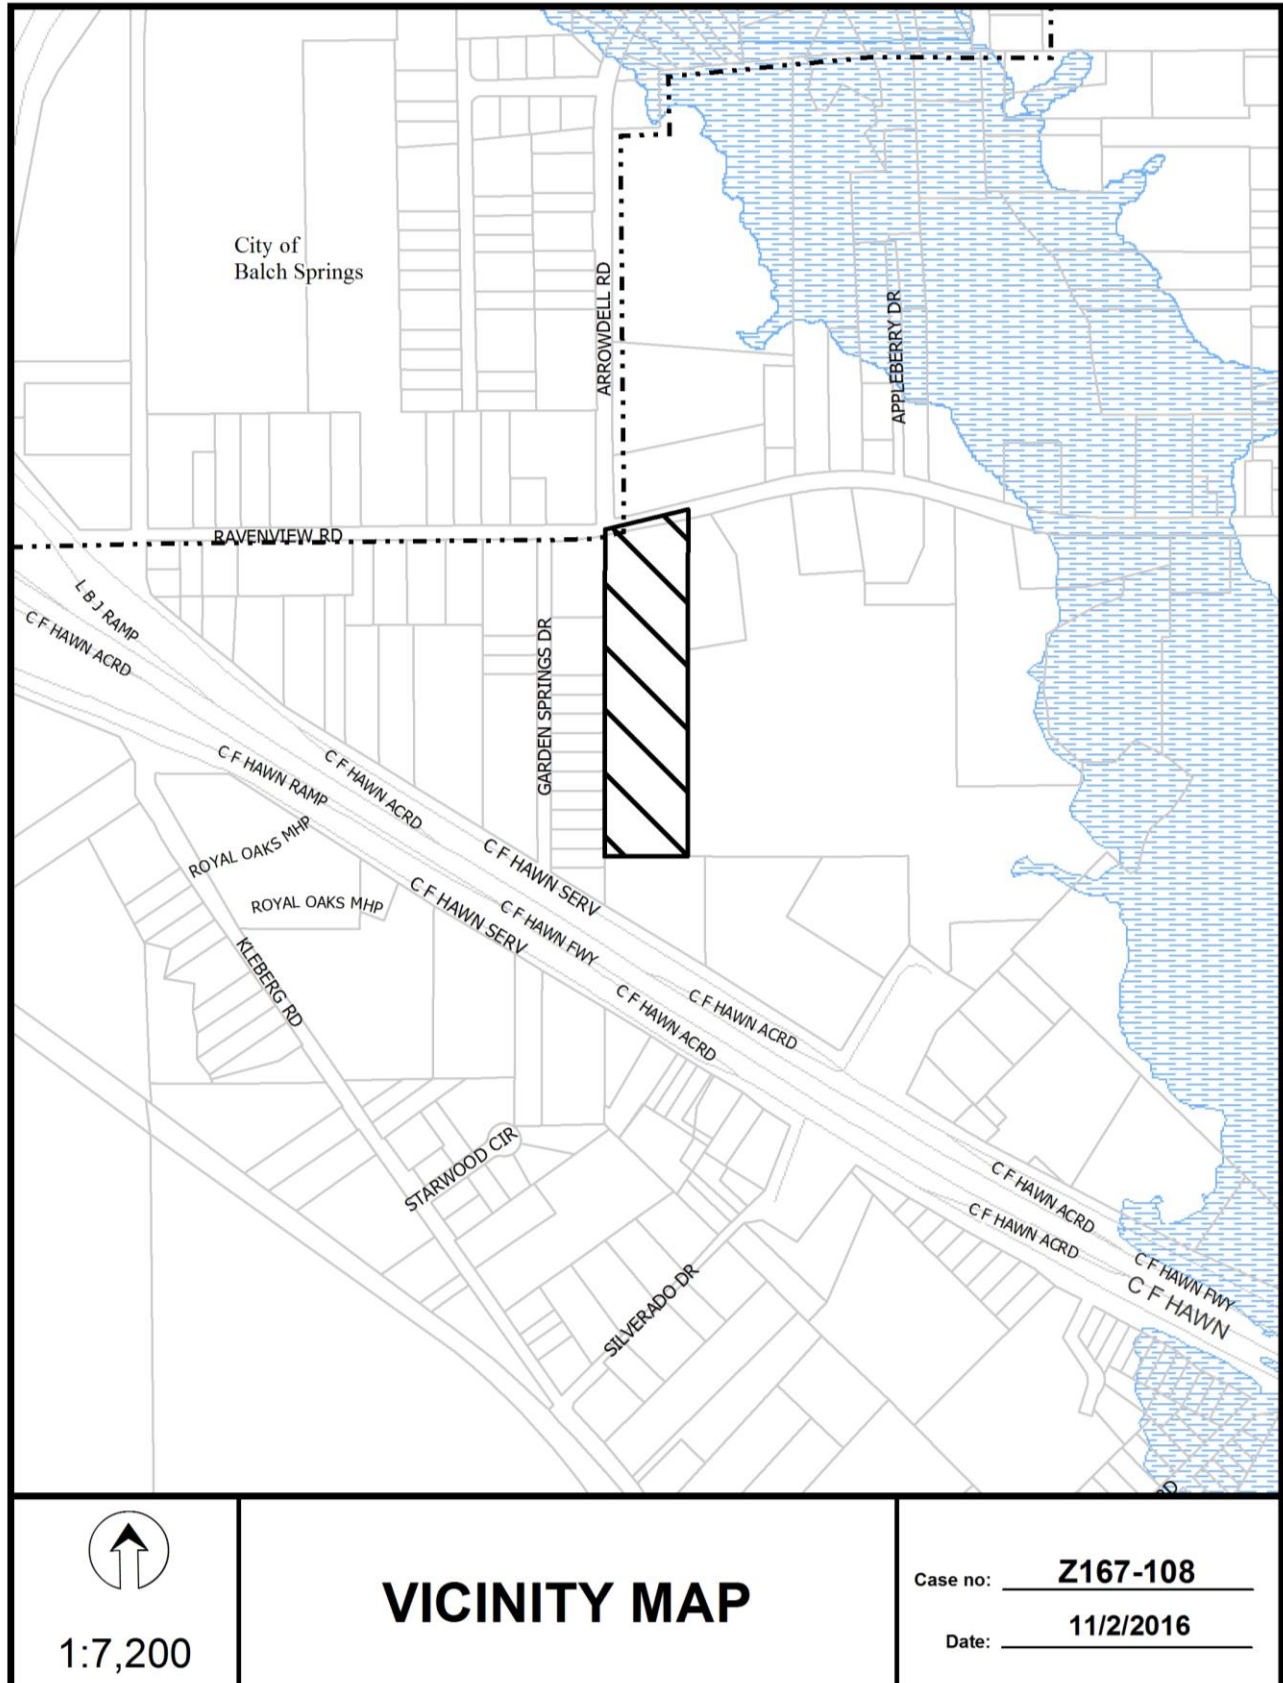 City of
Balch Springs
ARROWDELL RD
APPLEBERRY DR
RAVENVIEW RD
L B J RAMP
C F HAWN ACRD
GARDEN SPRINGS DR
C F HAWN RAMP
C F HAWN ACRD
ROYAL OAKS MHP
C F HAWN SERV
ROYAL OAKS MHP
C F HAWN SERV
C F HAWN FWY
KLEBERG RD
C F HAWN ACRD
C F HAWN ACRD
STARWOOD CIR
C F HAWN ACRD
C F HAWN ACRD
C F HAWN FWY
C F HAWN
SILVERADO DR
1:7,200
VICINITY MAP
Case no: Z167-108
Date: 11/2/2016